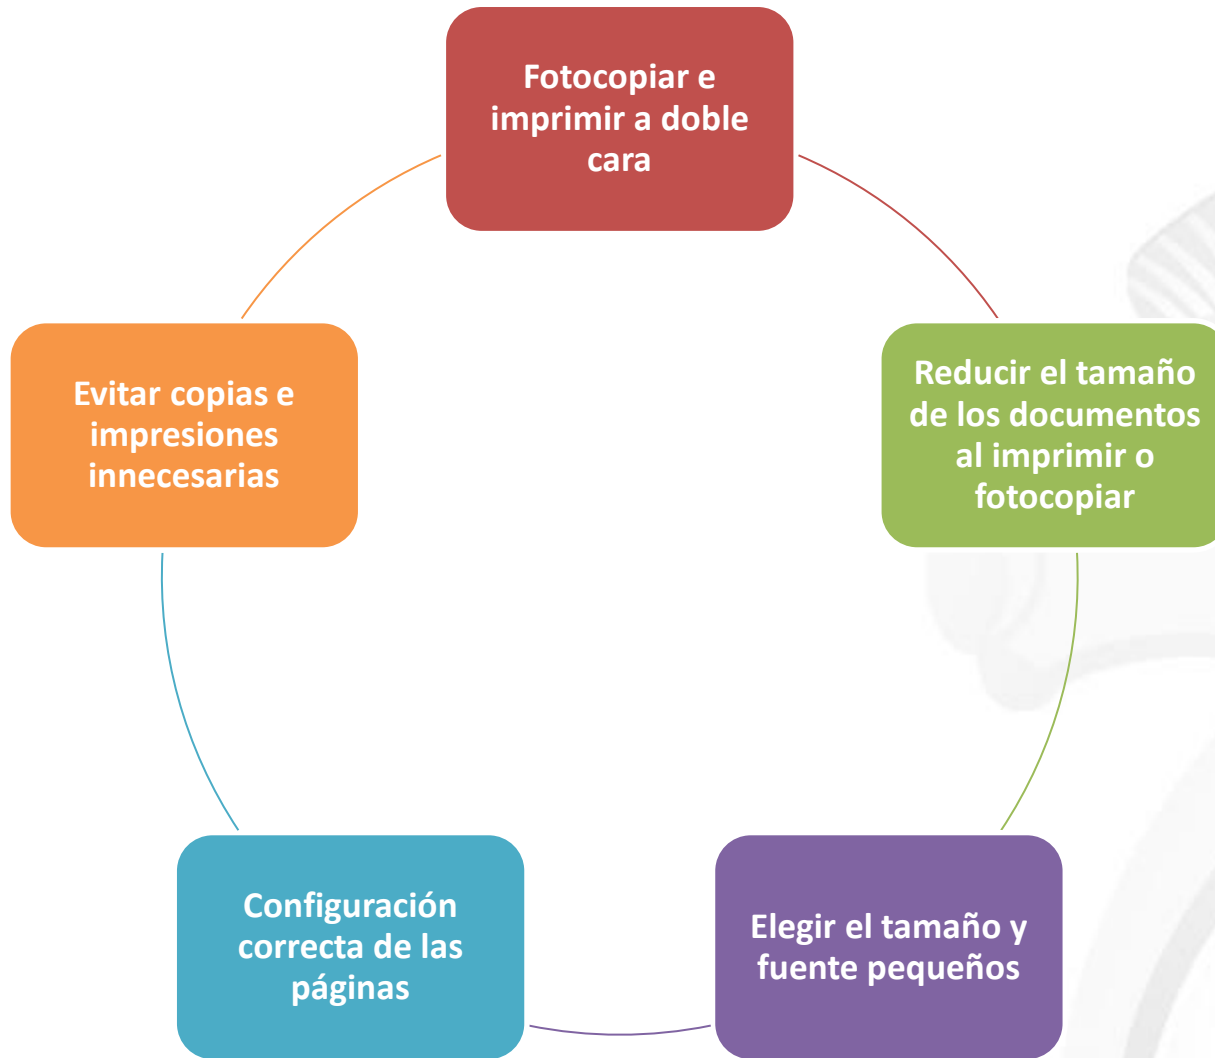 Fotocopiar e
imprimir a doble
cara
Reducir el tamaño
de los documentos
al imprimir o
fotocopiar
Elegir el tamaño y
fuente pequeños
Configuración
correcta de las
páginas
Evitar copias e
impresiones
innecesarias